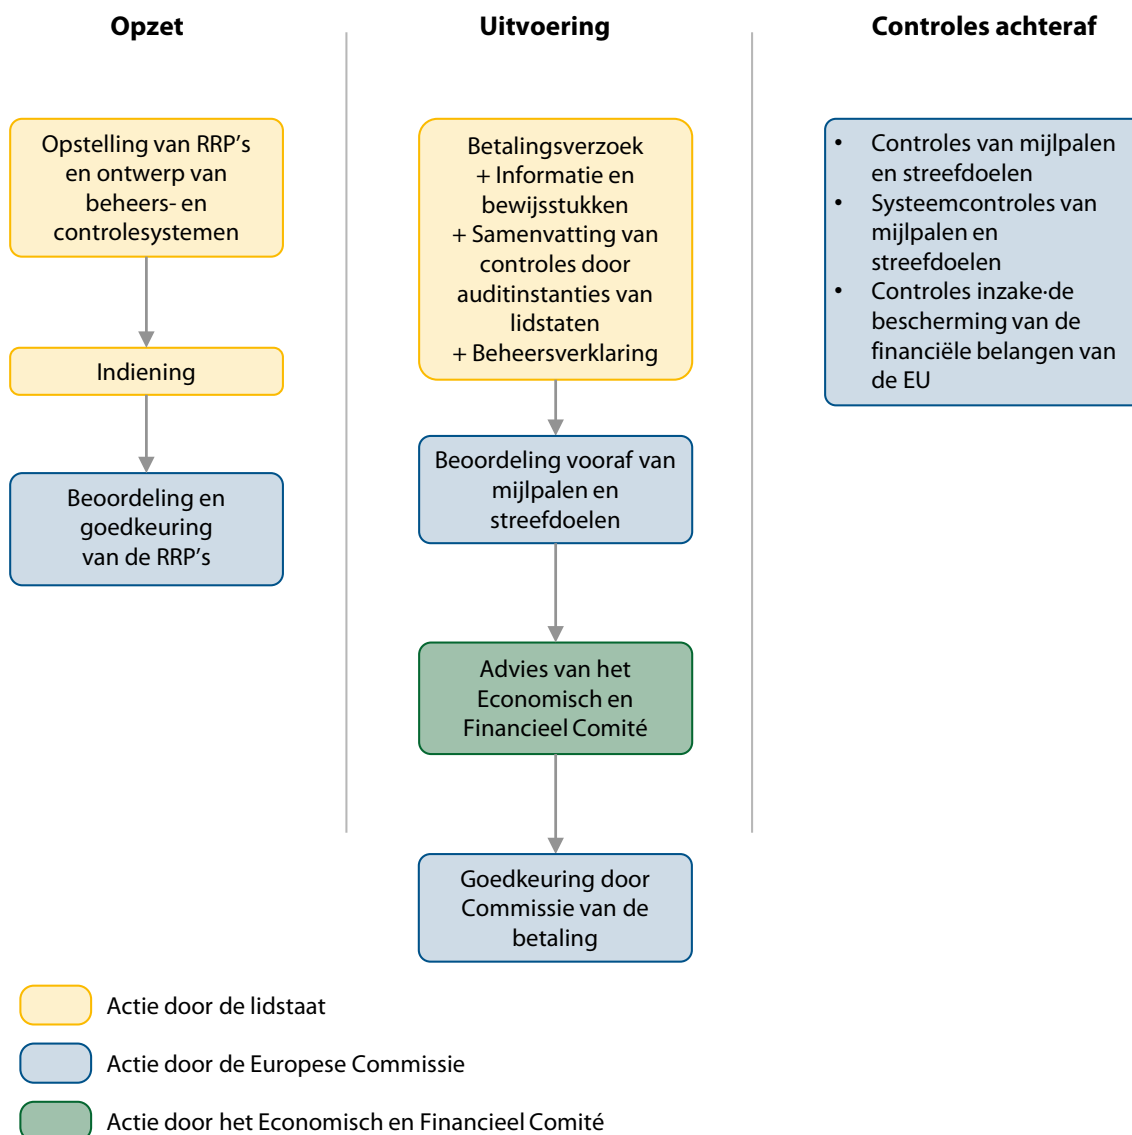 Opzet
Opstelling van RRP's
en ontwerp van
beheers- en
controlesystemen
Indiening
Beoordeling en
goedkeuring
van de RRP's
Uitvoering
Betalingsverzoek
+ Informatie en
bewijsstukken
+ Samenvatting van
controles door
auditinstanties van
lidstaten
+ Beheersverklaring
Beoordeling vooraf van
mijlpalen en
streefdoelen
Advies van het
Economisch en
Financieel Comité
Goedkeuring door
Commissie van de
betaling
Controles achteraf
• Controles van mijlpalen
en streefdoelen
• Systeemcontroles van
mijlpalen en
streefdoelen
• Controles inzake·de
bescherming van de
financiële belangen van
de EU
Actie door de lidstaat
Actie door de Europese Commissie
Actie door het Economisch en Financieel Comité